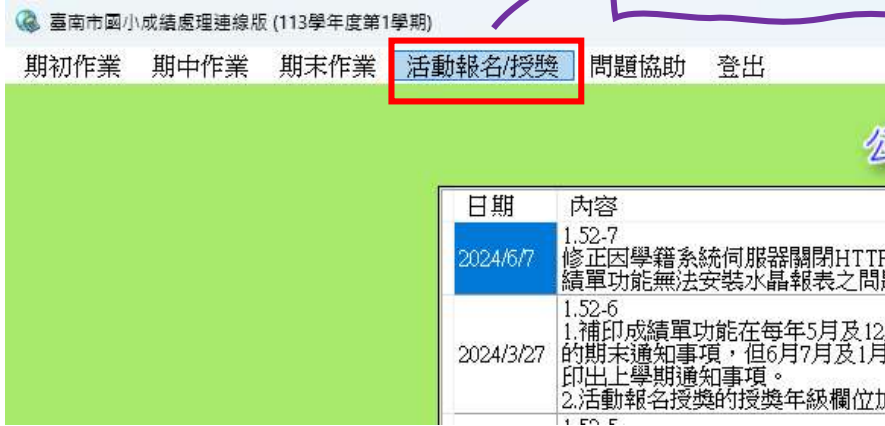 臺南市國小成績處理連線版 (113學年度第1學期)
期初作業 期中作業 期末作業 活動報名/授獎 問題協助 登出
日期 內容
2024/6/7
1.52-7
修正因學籍系統伺服器關閉HTTP
績單功能無法安裝水晶報表之問題
2024/3/27
1.52-6
1.補印成績單功能在每年5月及12
的期末通知事項，但6月7月及1月
印出上學期通知事項。
2.活動報名授獎的授獎年級欄位加